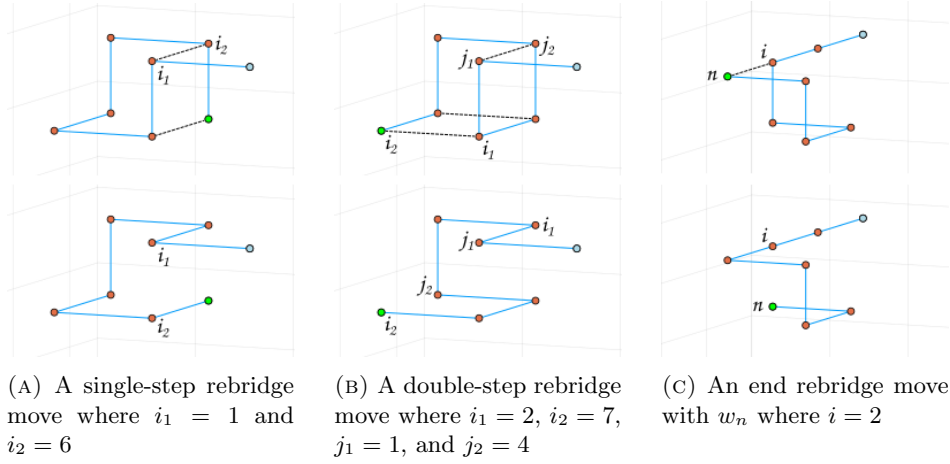 i₂
i₁
j₁
j₂
i₂
i₁
i
n
i₁
i₂
i₁
j₁
j₂
i₂
i
n
(A) A single-step rebridge
move where i₁ = 1 and
i₂ = 6
(B) A double-step rebridge
move where i₁ = 2, i₂ = 7,
j₁ = 1, and j₂ = 4
(C) An end rebridge move
with wₙ where i = 2